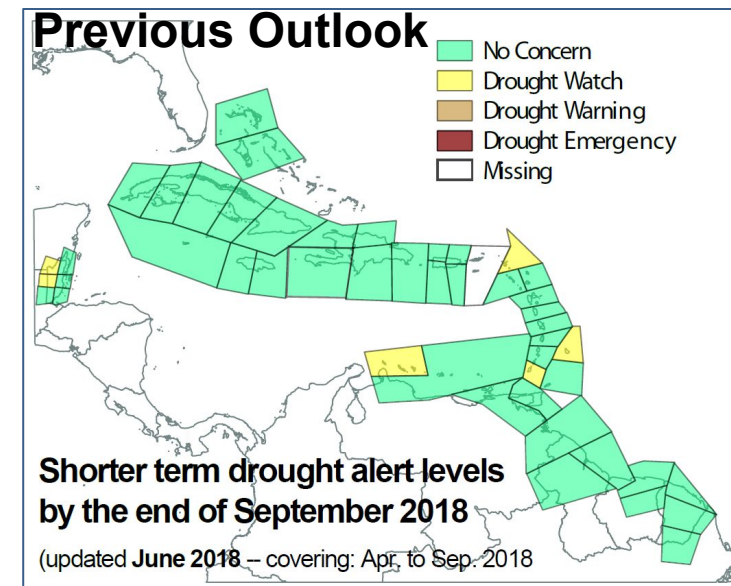 Previous Outlook
No Concern
Drought Watch
Drought Warning
Drought Emergency
Missing
Shorter term drought alert levels
by the end of September 2018
(updated June 2018 – covering: Apr. to Sep. 2018